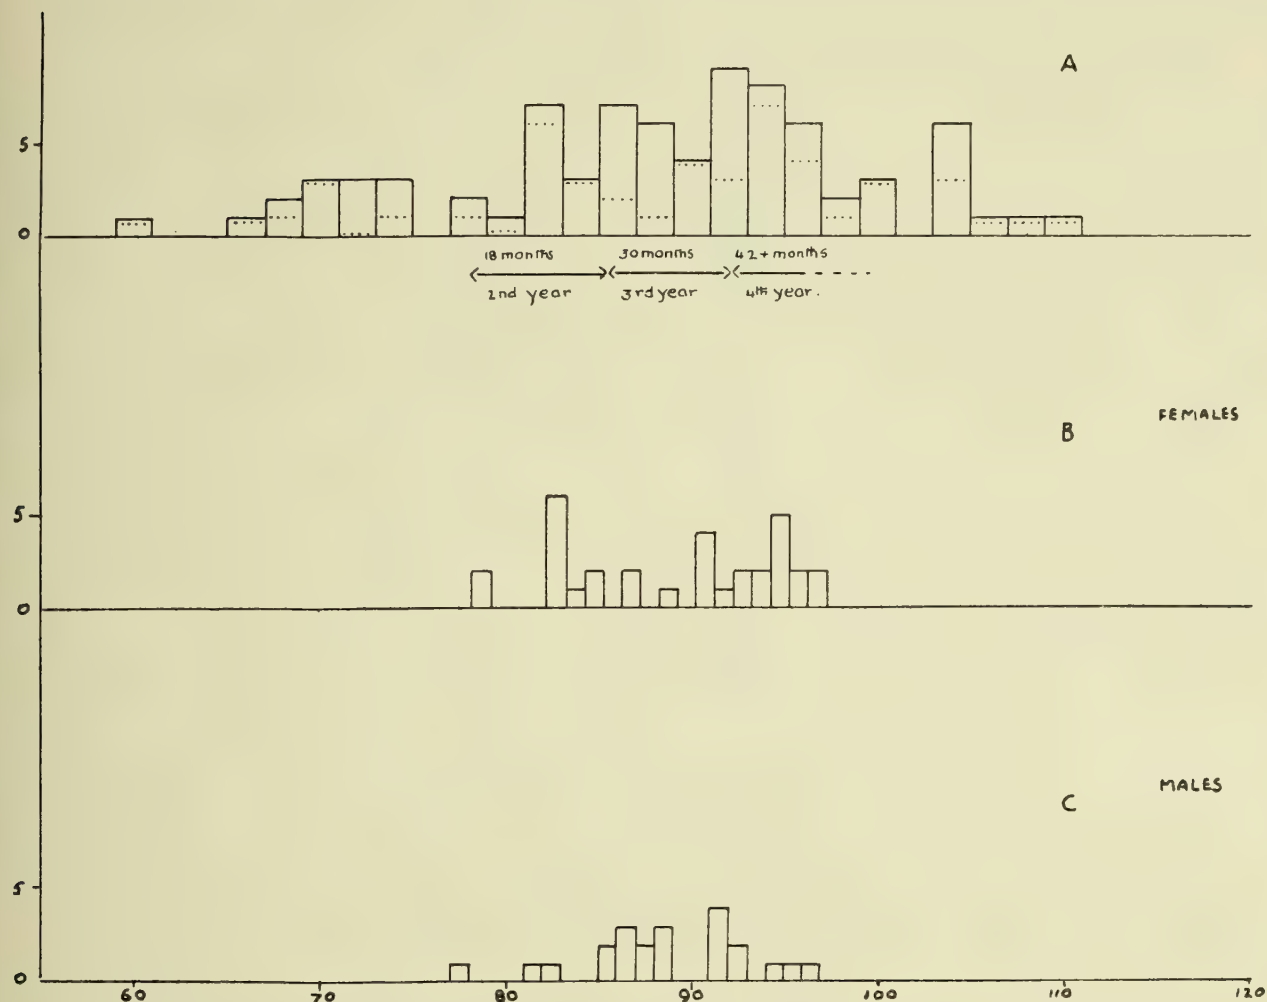 A
5
0
18 months 30 months 42+ months
2nd year 3rd year 4th year.
FEMALES
B
5
0
MALES
C
5
0
60 70 80 90 100 110 120